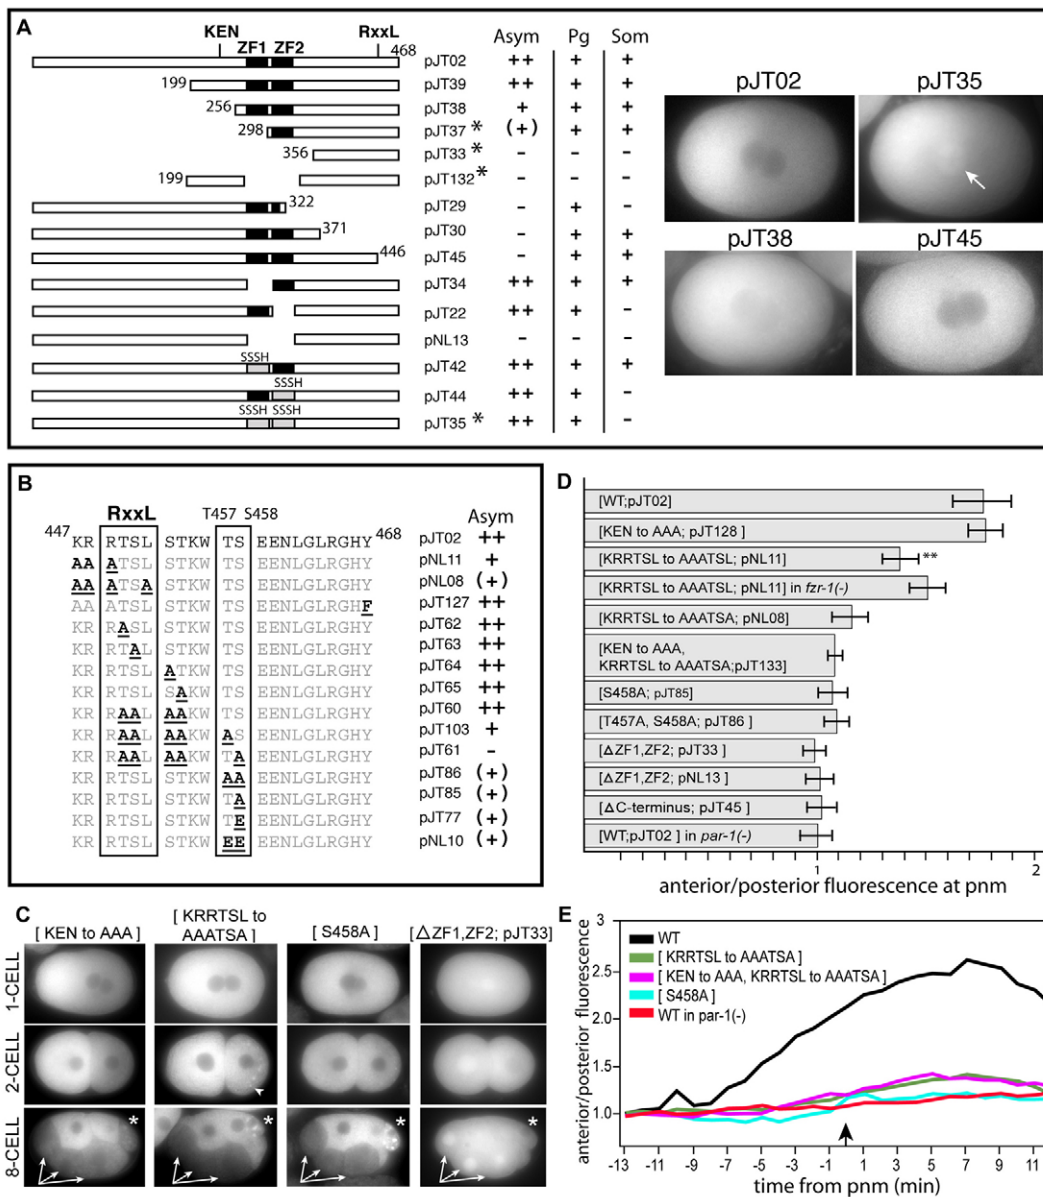 A
KEN RxxL
ZF1 ZF2 468 Asym Pg Som
pJT02 ++ + +
199 pJT39 ++ + +
256 pJT38 + + +
298 pJT37 * (+) + +
356 pJT33 * - - -
199 pJT132 * - - -
322 pJT29 - + -
371 pJT30 - + +
446 pJT45 - + +
pJT34 ++ + +
pJT22 ++ + -
pNL13 - - -
SSSH
pJT42 ++ + +
SSSH
pJT44 ++ + -
SSSH SSSH
pJT35 * ++ + -
pJT02 pJT35
pJT38 pJT45
B
RxxL T457 S458 Asym
447 KR RTSL STKW TS EENLGLRGHY 468 pJT02 ++
AA ATSL STKW TS EENLGLRGHY pNL11 +
AA ATSA STKW TS EENLGLRGHY pNL08 (+)
AA ATSL STKW TS EENLGLRGHF pJT127 ++
KR RASL STKW TS EENLGLRGHY pJT62 ++
KR RTAL STKW TS EENLGLRGHY pJT63 ++
KR RTSL ATKW TS EENLGLRGHY pJT64 ++
KR RTSL SAKW TS EENLGLRGHY pJT65 ++
KR RAAL AAKW TS EENLGLRGHY pJT60 ++
KR RAAL AAKW AS EENLGLRGHY pJT103 +
KR RAAL AAKW TA EENLGLRGHY pJT61 -
KR RTSL STKW AA EENLGLRGHY pJT86 (+)
KR RTSL STKW TA EENLGLRGHY pJT85 (+)
KR RTSL STKW TE EENLGLRGHY pJT77 (+)
KR RTSL STKW EE EENLGLRGHY pNL10 (+)
D
[WT;pJT02]
[KEN to AAA; pJT128 ]
[KRRTSL to AAATSL; pNL11] **
[KRRTSL to AAATSL; pNL11] in fzr-1(-)
[KRRTSL to AAATSA; pNL08]
[KEN to AAA,
KRRTSL to AAATSA;pJT133]
[S458A; pJT85]
[T457A, S458A; pJT86 ]
[ΔZF1,ZF2; pJT33 ]
[ΔZF1,ZF2; pNL13 ]
[ΔC-terminus; pJT45 ]
[WT;pJT02 ] in par-1(-)
1 2
anterior/posterior fluorescence at pnm
C
[ KEN to AAA ] [ KRRTSL to AAATSA ] [ S458A ] [ΔZF1,ZF2; pJT33]
1-CELL
2-CELL
8-CELL
* * * *
E
anterior/posterior fluorescence
3
2.5
2.0
1.5
1.0
WT
[ KRRTSL to AAATSA ]
[ KEN to AAA, KRRTSL to AAATSA ]
[ S458A ]
WT in par-1(-)
-13 -11 -9 -7 -5 -3 -1 1 3 5 7 9 11
time from pnm (min)